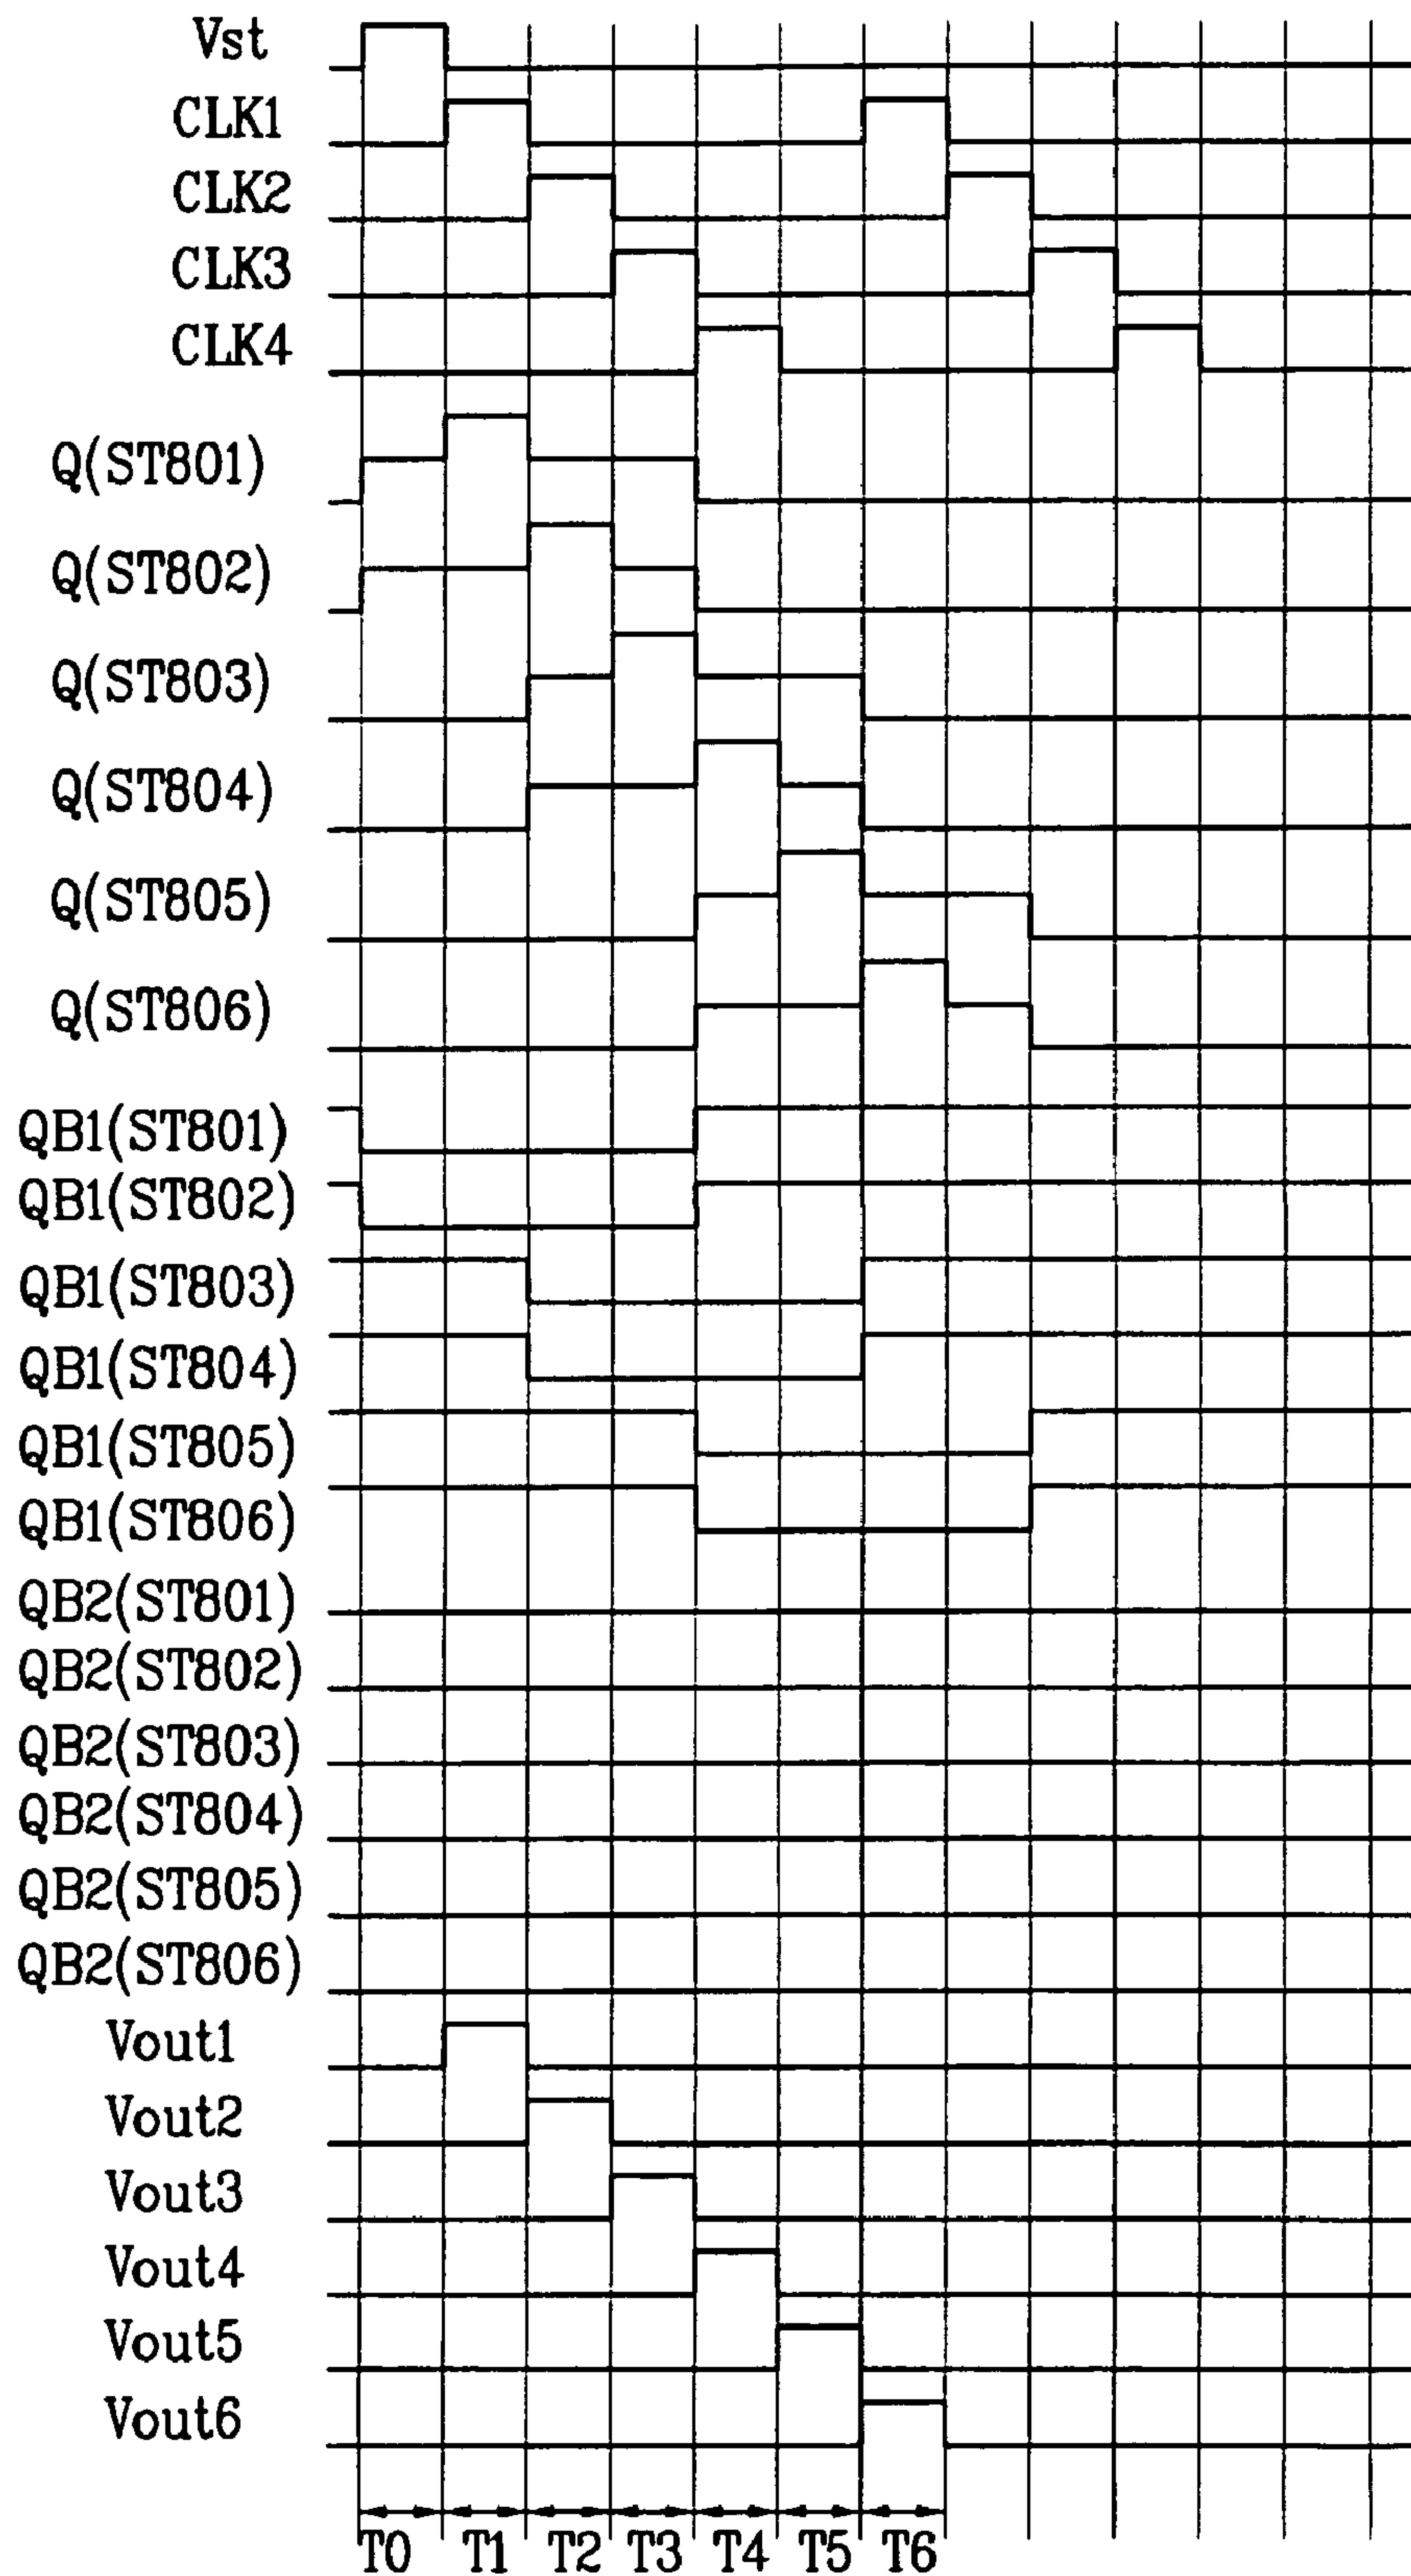 Vst
CLK1
CLK2
CLK3
CLK4
Q(ST801)
Q(ST802)
Q(ST803)
Q(ST804)
Q(ST805)
Q(ST806)
QB1(ST801)
QB1(ST802)
QB1(ST803)
QB1(ST804)
QB1(ST805)
QB1(ST806)
QB2(ST801)
QB2(ST802)
QB2(ST803)
QB2(ST804)
QB2(ST805)
QB2(ST806)
Vout1
Vout2
Vout3
Vout4
Vout5
Vout6
T0 T1 T2 T3 T4 T5 T6